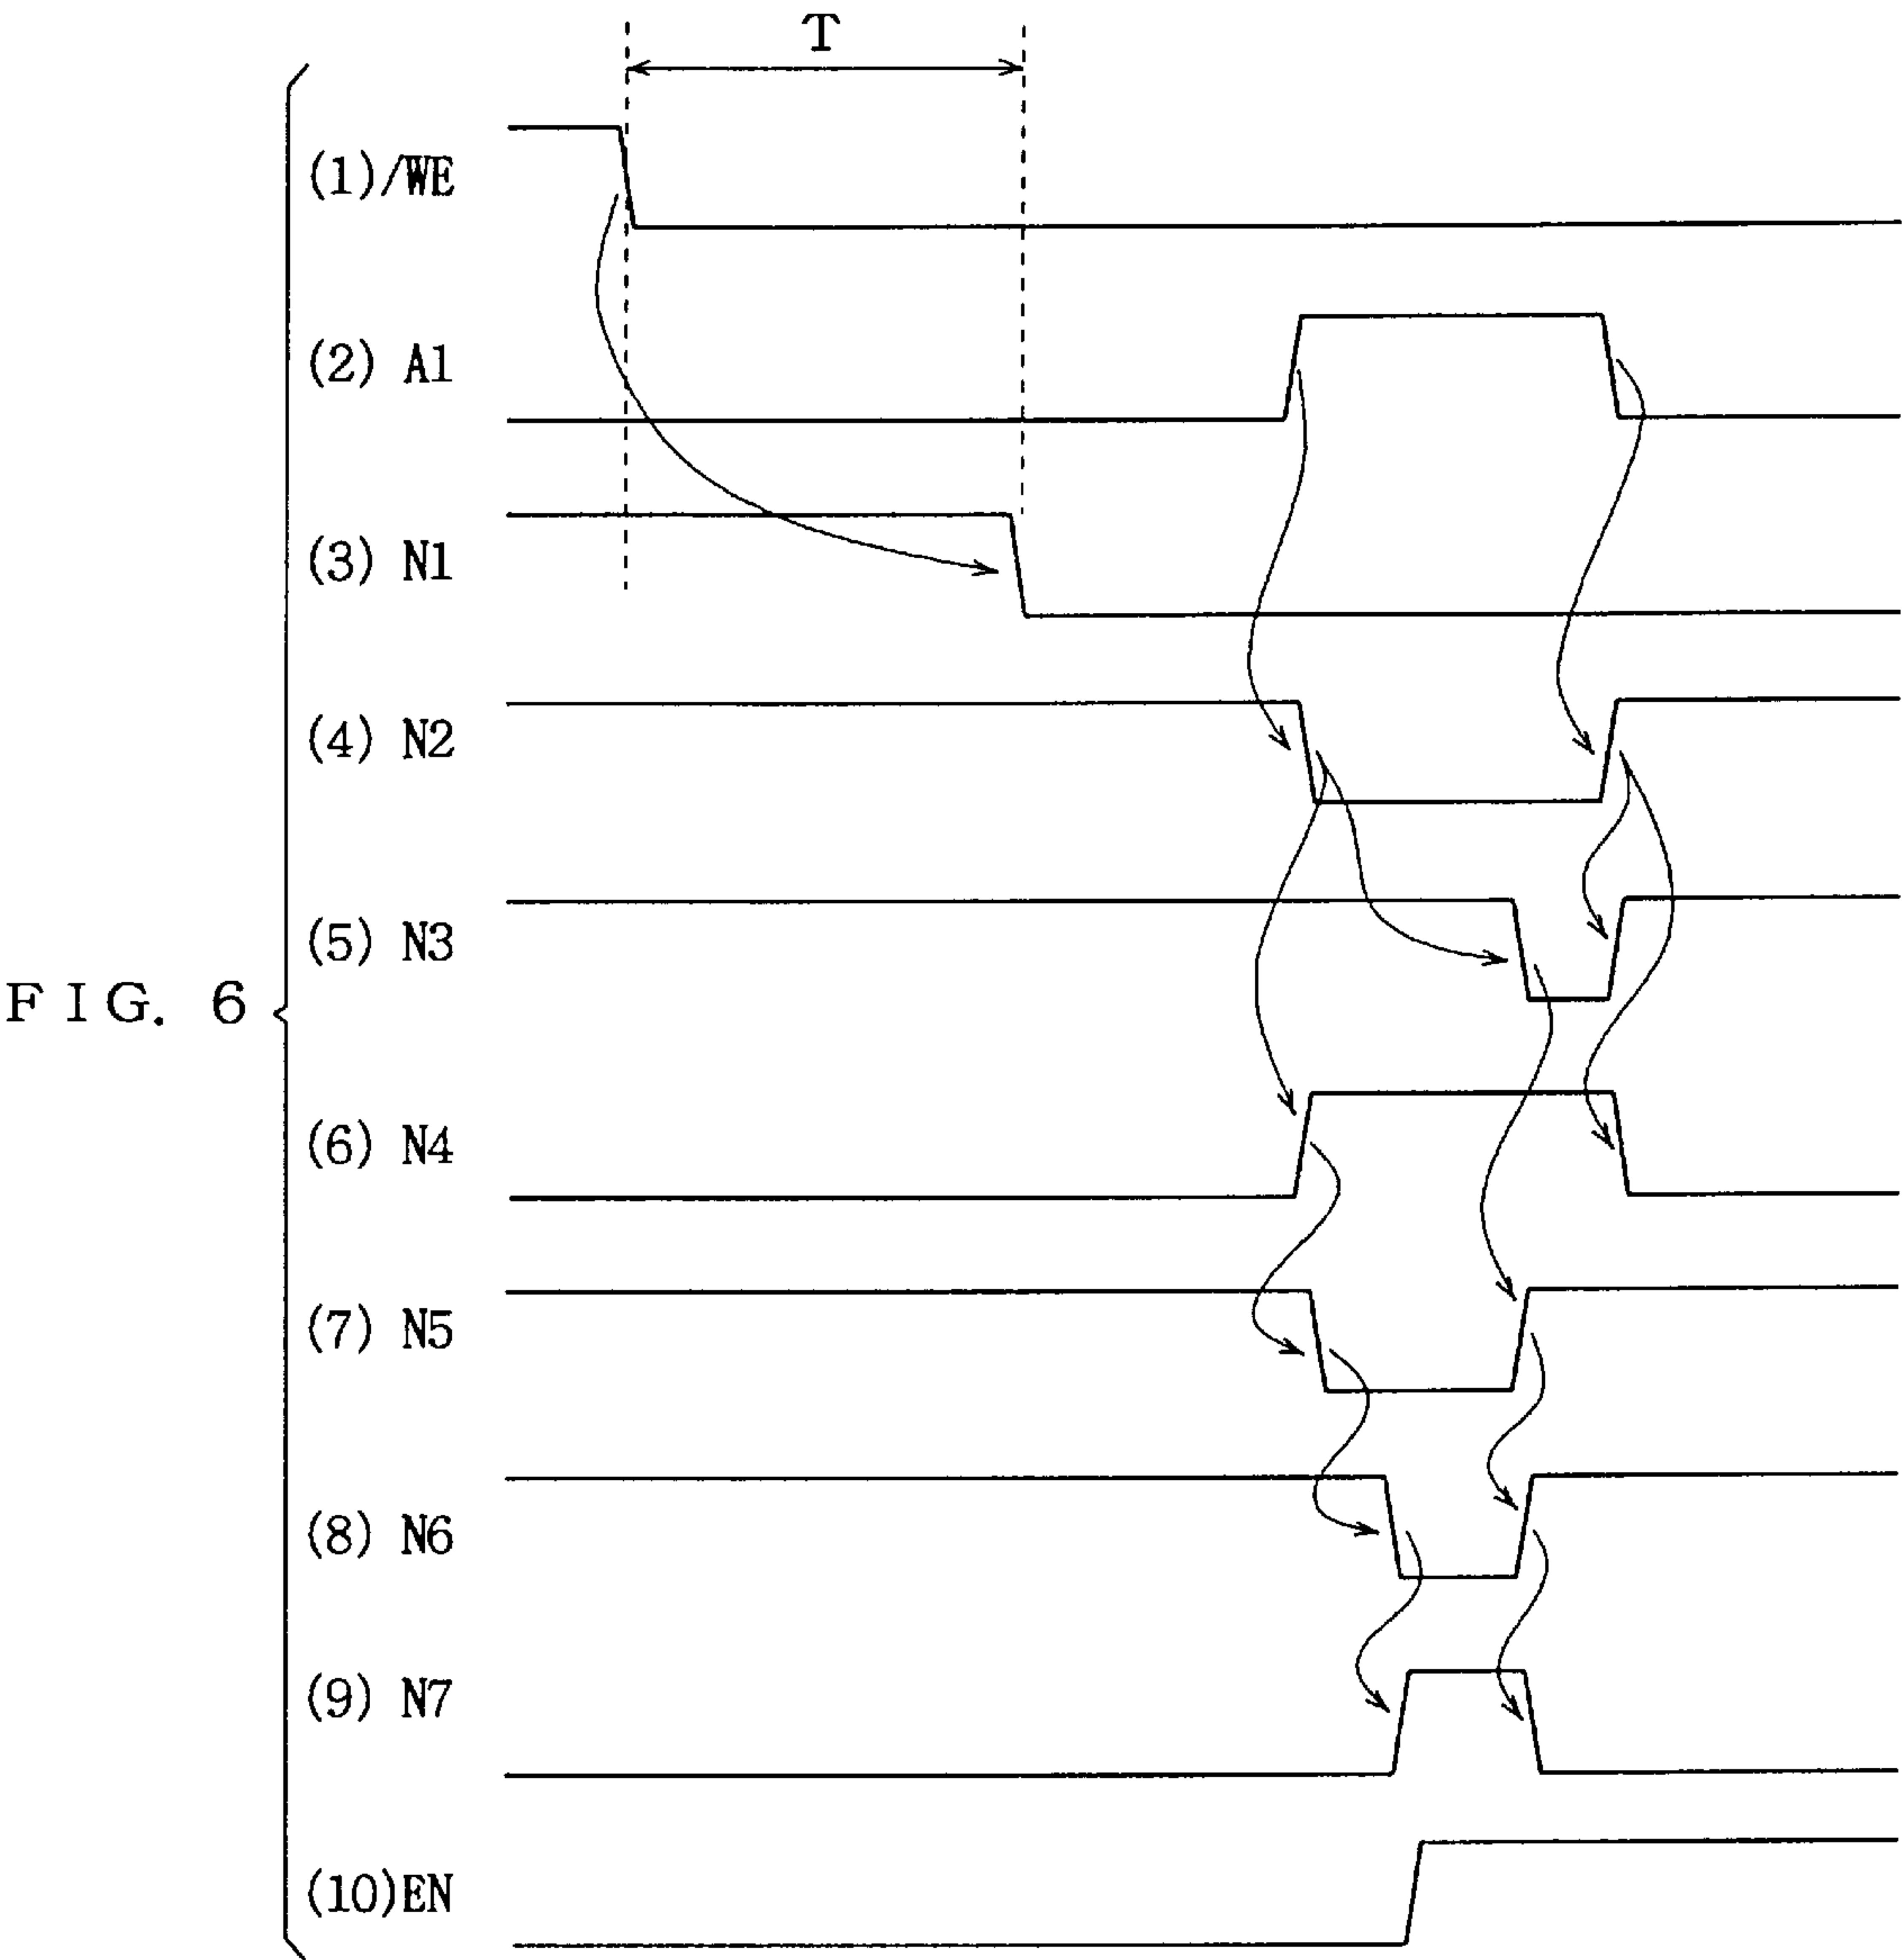 T
(1)/WE
(2) A1
(3) N1
(4) N2
(5) N3
FIG. 6
(6) N4
(7) N5
(8) N6
(9) N7
(10)EN